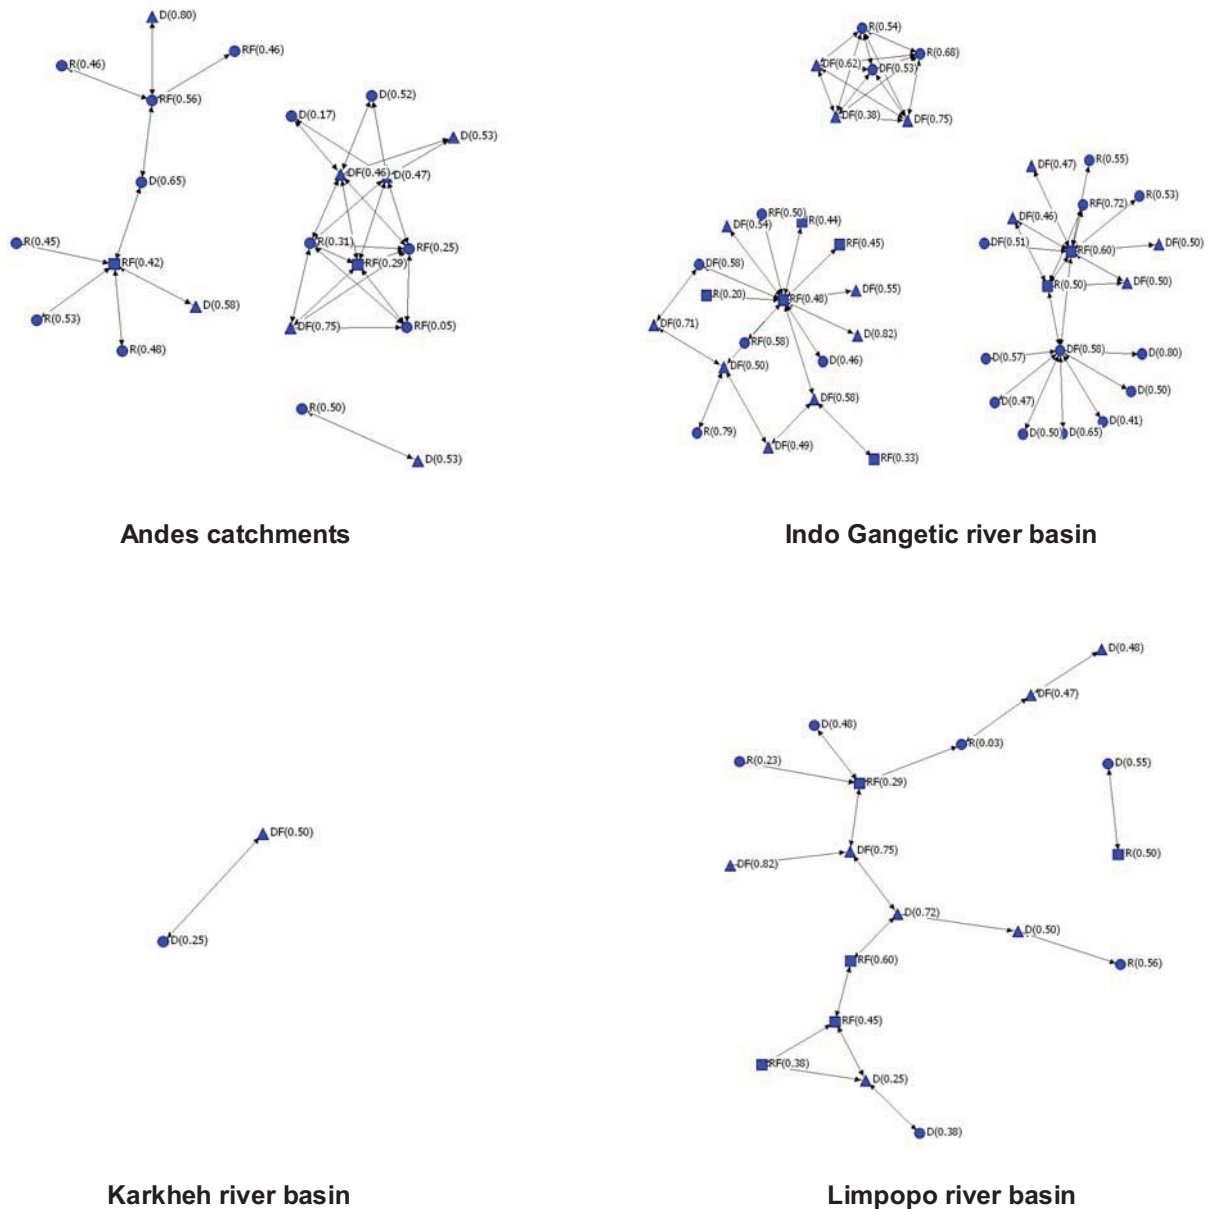 D(0.80)
RF(0.46)
R(0.46)
RF(0.56)
D(0.65)
R(0.45)
RF(0.42)
D(0.58)
R(0.53)
R(0.48)
D(0.52)
D(0.17)
D(0.53)
DF(0.46)
D(0.47)
R(0.31)
RF(0.25)
RF(0.29)
DF(0.75)
RF(0.05)
R(0.50)
D(0.53)
Andes catchments
R(0.54)
R(0.68)
DF(0.62)
DF(0.53)
DF(0.38)
DF(0.75)
RF(0.50)
R(0.44)
DF(0.54)
RF(0.45)
DF(0.58)
DF(0.55)
R(0.20)
RF(0.48)
DF(0.71)
D(0.82)
RF(0.58)
D(0.46)
DF(0.50)
DF(0.58)
R(0.79)
DF(0.49)
RF(0.33)
R(0.55)
DF(0.47)
R(0.53)
RF(0.72)
DF(0.46)
DF(0.51)
RF(0.60)
DF(0.50)
R(0.50)
DF(0.50)
DF(0.58)
D(0.57)
D(0.80)
D(0.50)
D(0.47)
D(0.41)
D(0.50)
D(0.65)
Indo Gangetic river basin
DF(0.50)
D(0.25)
Karkheh river basin
D(0.48)
DF(0.47)
D(0.48)
R(0.03)
R(0.23)
D(0.55)
RF(0.29)
DF(0.75)
R(0.50)
DF(0.82)
D(0.72)
D(0.50)
RF(0.60)
R(0.56)
RF(0.45)
RF(0.38)
D(0.25)
D(0.38)
Limpopo river basin